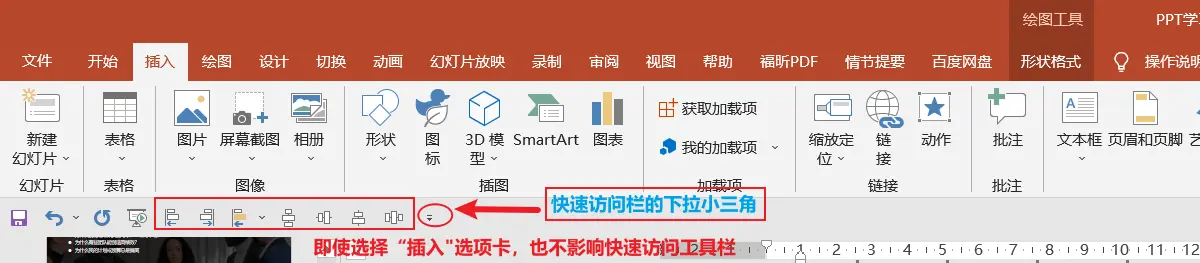 绘图工具
PPT学
文件 开始 插入 绘图 设计 切换 动画 幻灯片放映 录制 审阅 视图 帮助 福昕PDF 情节提要 百度网盘 形状格式 操作说明
新建
幻灯片
表格
图片
屏幕截图
相册
形状
图
标
3D 模
型
SmartArt
图表
获取加载项
我的加载项
缩放定
位
链
接
动作
批注
文本框
页眉和页脚
艺
幻灯片 表格 图像 插图 加载项 链接 批注
快速访问栏的下拉小三角
即使选择“插入"选项卡，也不影响快速访问工具栏
1 2 3 4 5 6 7 8